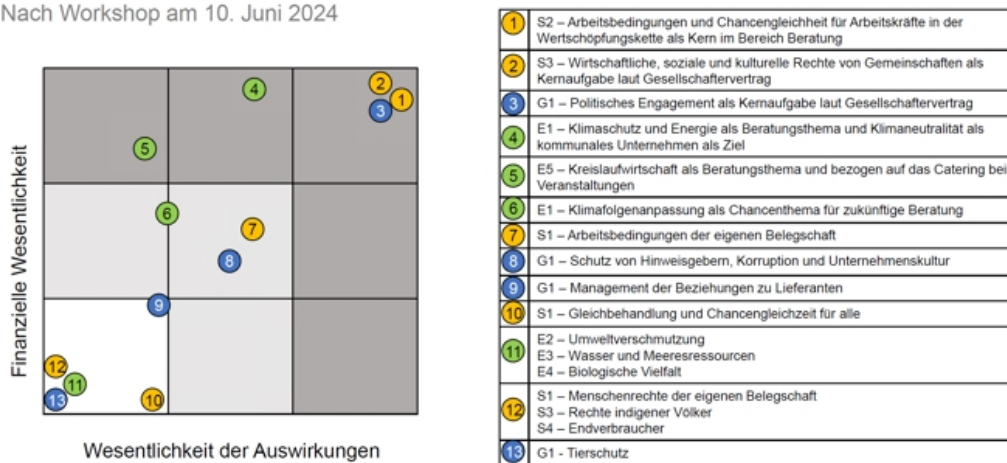 Nach Workshop am 10. Juni 2024
Finanzielle Wesentlichkeit
2
1
3
4
5
6
7
8
9
12
11
13
10
Wesentlichkeit der Auswirkungen
1 S2 – Arbeitsbedingungen und Chancengleichheit für Arbeitskräfte in der
Wertschöpfungskette als Kern im Bereich Beratung
2 S3 – Wirtschaftliche, soziale und kulturelle Rechte von Gemeinschaften als
Kernaufgabe laut Gesellschaftervertrag
3 G1 – Politisches Engagement als Kernaufgabe laut Gesellschaftervertrag
4 E1 – Klimaschutz und Energie als Beratungsthema und Klimaneutralität als
kommunales Unternehmen als Ziel
5 E5 – Kreislaufwirtschaft als Beratungsthema und bezogen auf das Catering bei
Veranstaltungen
6 E1 – Klimafolgenanpassung als Chancenthema für zukünftige Beratung
7 S1 – Arbeitsbedingungen der eigenen Belegschaft
8 G1 – Schutz von Hinweisgebern, Korruption und Unternehmenskultur
9 G1 – Management der Beziehungen zu Lieferanten
10 S1 – Gleichbehandlung und Chancengleichzeit für alle
11 E2 – Umweltverschmutzung
E3 – Wasser und Meeresressourcen
E4 – Biologische Vielfalt
12 S1 – Menschenrechte der eigenen Belegschaft
S3 – Rechte indigener Völker
S4 – Endverbraucher
13 G1 - Tierschutz